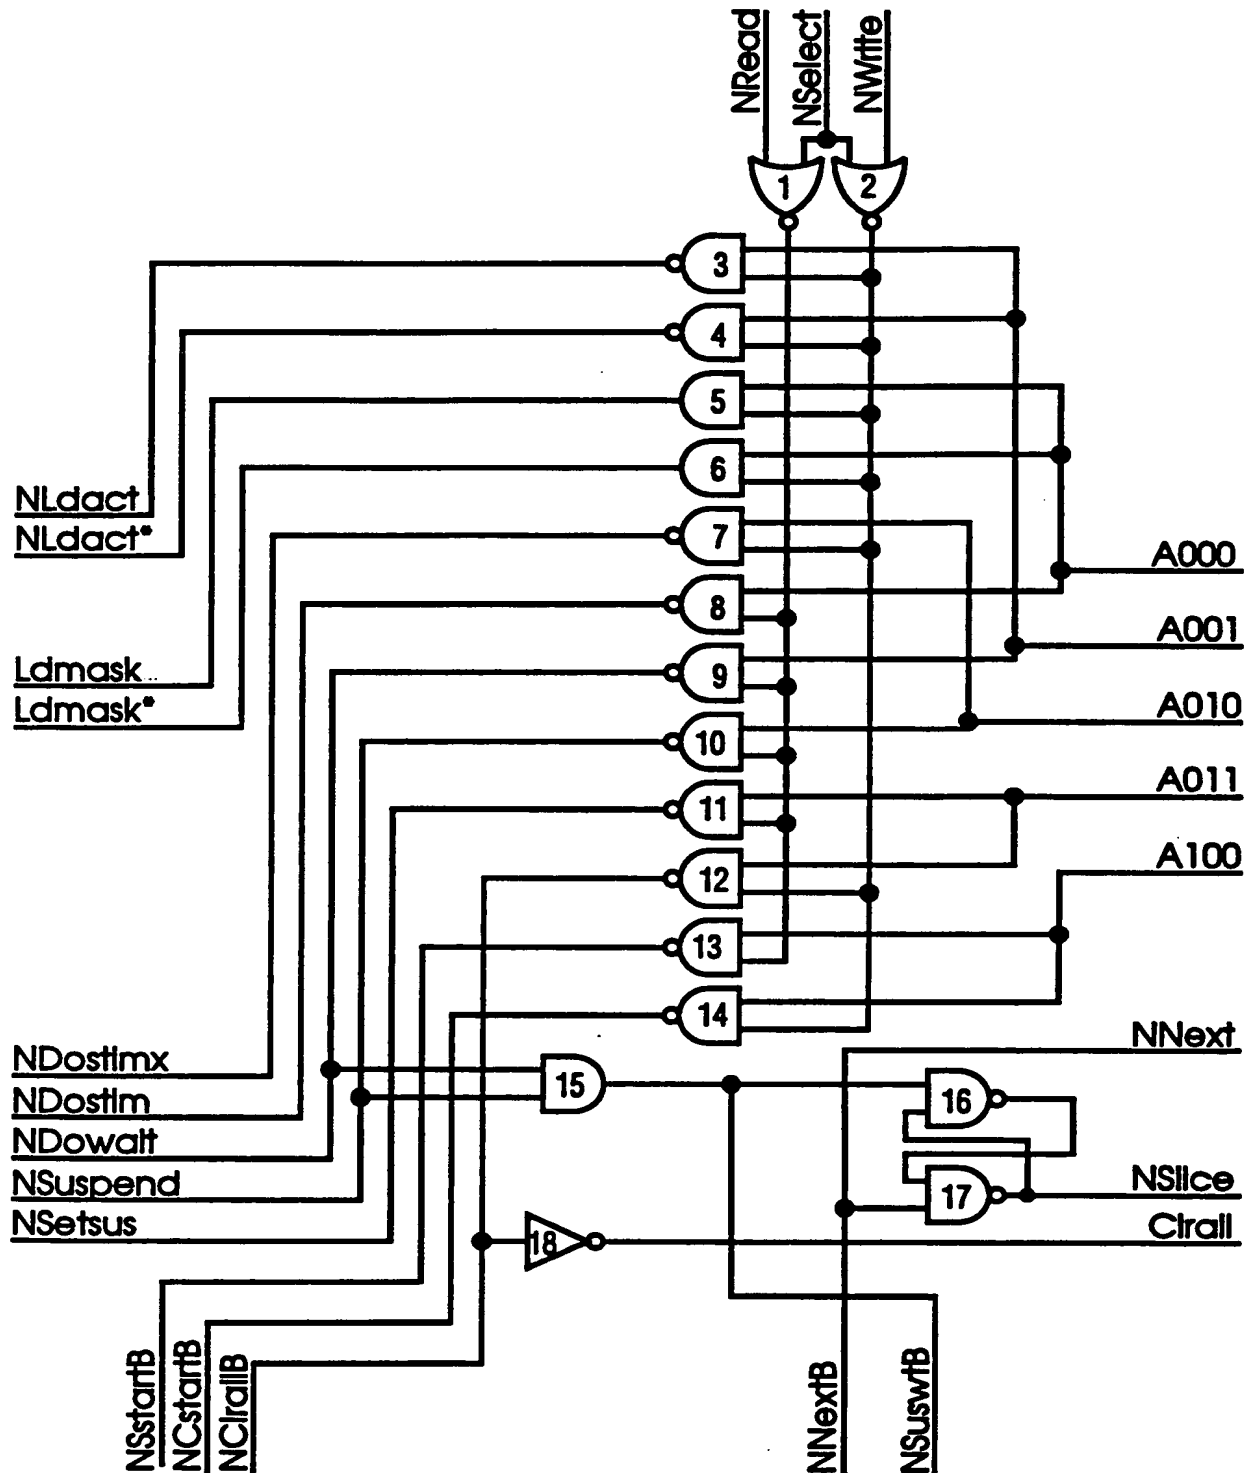 NRead
NSelect
NWrite
1
2
3
4
5
6
NLdact
NLdact*
7
A000
8
A001
Ldmask
9
Ldmask*
A010
10
A011
11
A100
12
13
14
NNext
NDostimx
15
NDostim
16
NDowait
NSuspend
17
NSlice
NSetsus
18
Clrall
NSstartB
NCstartB
NClrallB
NNextB
NSuswtB